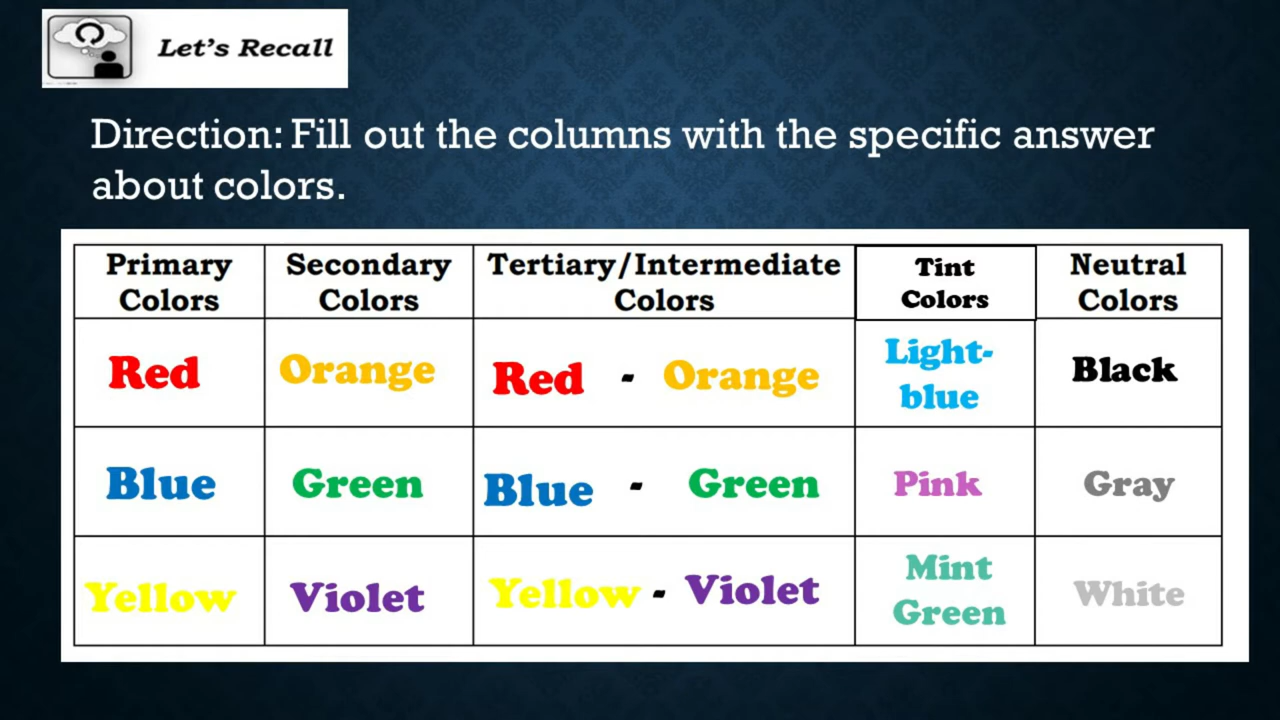 Let's Recall
Direction: Fill out the columns with the specific answer
about colors.
Primary Colors
Secondary Colors
Tertiary/Intermediate Colors
Tint Colors
Neutral Colors
Red
Orange
Red - Orange
Light-
blue
Black
Blue
Green
Blue - Green
Pink
Gray
Yellow
Violet
Yellow - Violet
Mint
Green
White